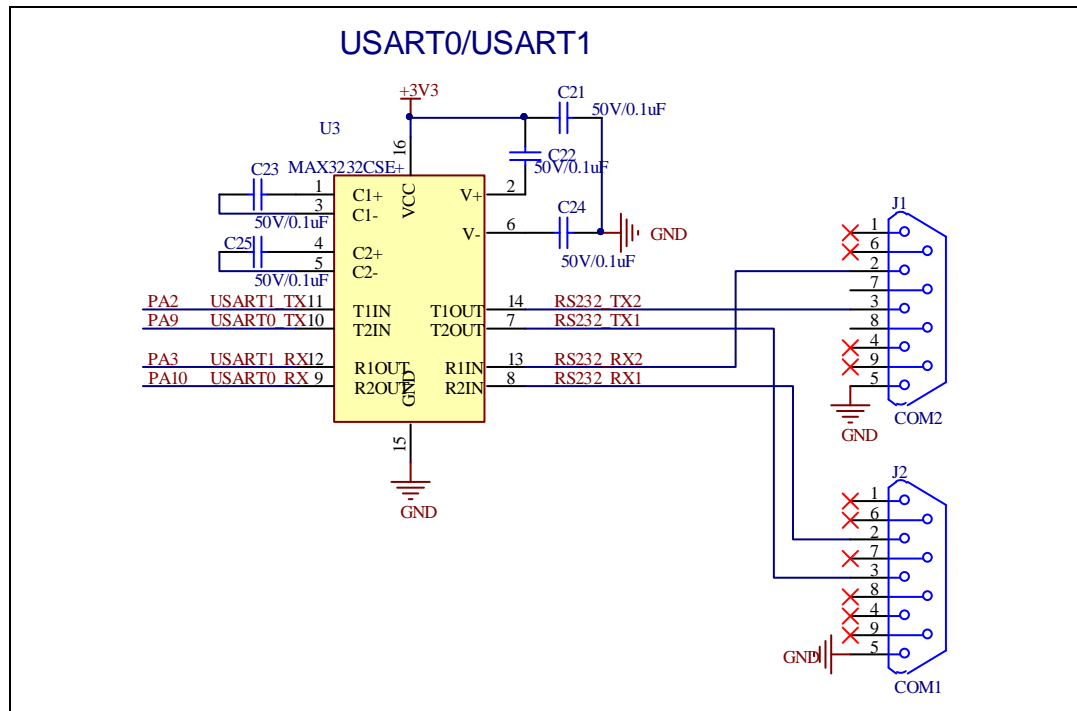 USART0/USART1
+3V3
C21
50V/0.1uF
U3
16
C22
50V/0.1uF
MAX3232CSE+
C23
1
C1+
VCC
V+
2
3
C1-
50V/0.1uF
C24
6
V-
GND
50V/0.1uF
C25
4
C2+
5
C2-
50V/0.1uF
PA2 USART1_TX 11 T1IN T1OUT 14 RS232_TX2
PA9 USART0_TX 10 T2IN T2OUT 7 RS232_TX1
PA3 USART1_RX 12 R1OUT R1IN 13 RS232_RX2
PA10 USART0_RX 9 R2OUT R2IN 8 RS232_RX1
GND
15
GND
J1
1
6
2
7
3
8
4
9
5
GND
COM2
J2
1
6
2
7
3
8
4
9
5
GND
COM1